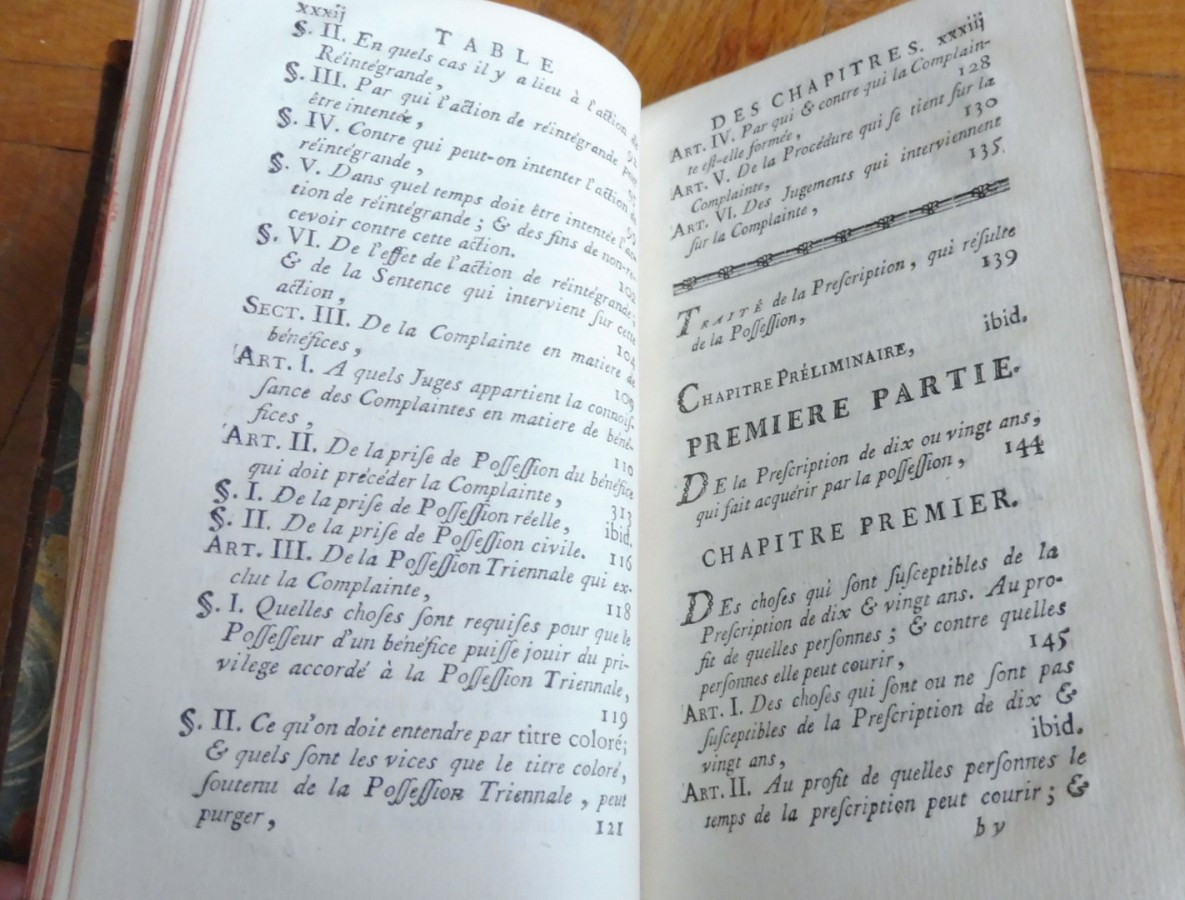 xxxij
TABLE
§. II. En quels cas il y a lieu à l'action de
Réintégrande, 92
§. III. Par qui l'action de réintégrande peut
être intentée, 95
§. IV. Contre qui peut-on intenter l'action de
réintégrande, 99
§. V. Dans quel temps doit être intentée l'ac-
tion de réintégrande ; & des fins de non-re-
cevoir contre cette action. 102
§. VI. De l'effet de l'action de réintégrande ;
& de la Sentence qui intervient sur cette
action, 104
SECT. III. De la Complainte en matiere de
bénéfices, 109
ART. I. A quels Juges appartient la connois-
sance des Complaintes en matiere de béné-
fices, 110
ART. II. De la prise de Possession du bénéfice
qui doit précéder la Complainte, 313
§. I. De la prise de Possession réelle, ibid.
§. II. De la prise de Possession civile. 116
ART. III. De la Possession Triennale qui ex-
clut la Complainte, 118
§. I. Quelles choses sont requises pour que le
Possesseur d'un bénéfice puisse jouir du pri-
vilege accordé à la Possession Triennale,
119
§. II. Ce qu'on doit entendre par titre coloré;
& quels sont les vices que le titre coloré,
soutenu de la Possession Triennale, peut
purger, 121
DES CHAPITRES. xxxiij
ART. IV. Par qui & contre qui la Complain-
te est-elle formée, 128
ART. V. De la Procédure qui se tient sur la
Complainte, 130
ART. VI. Des Jugements qui interviennent
sur la Complainte, 135
TRAITÉ de la Prescription, qui résulte
de la Possession, 139
CHAPITRE PRÉLIMINAIRE, ibid.
PREMIERE PARTIE.
DE la Prescription de dix ou vingt ans,
qui fait acquérir par la possession, 144
CHAPITRE PREMIER.
DEs choses qui sont susceptibles de la
Prescription de dix & vingt ans. Au pro-
fit de quelles personnes ; & contre quelles
personnes elle peut courir, 145
ART. I. Des choses qui sont ou ne sont pas
susceptibles de la Prescription de dix &
vingt ans, ibid.
ART. II. Au profit de quelles personnes le
temps de la prescription peut courir ; &
b v